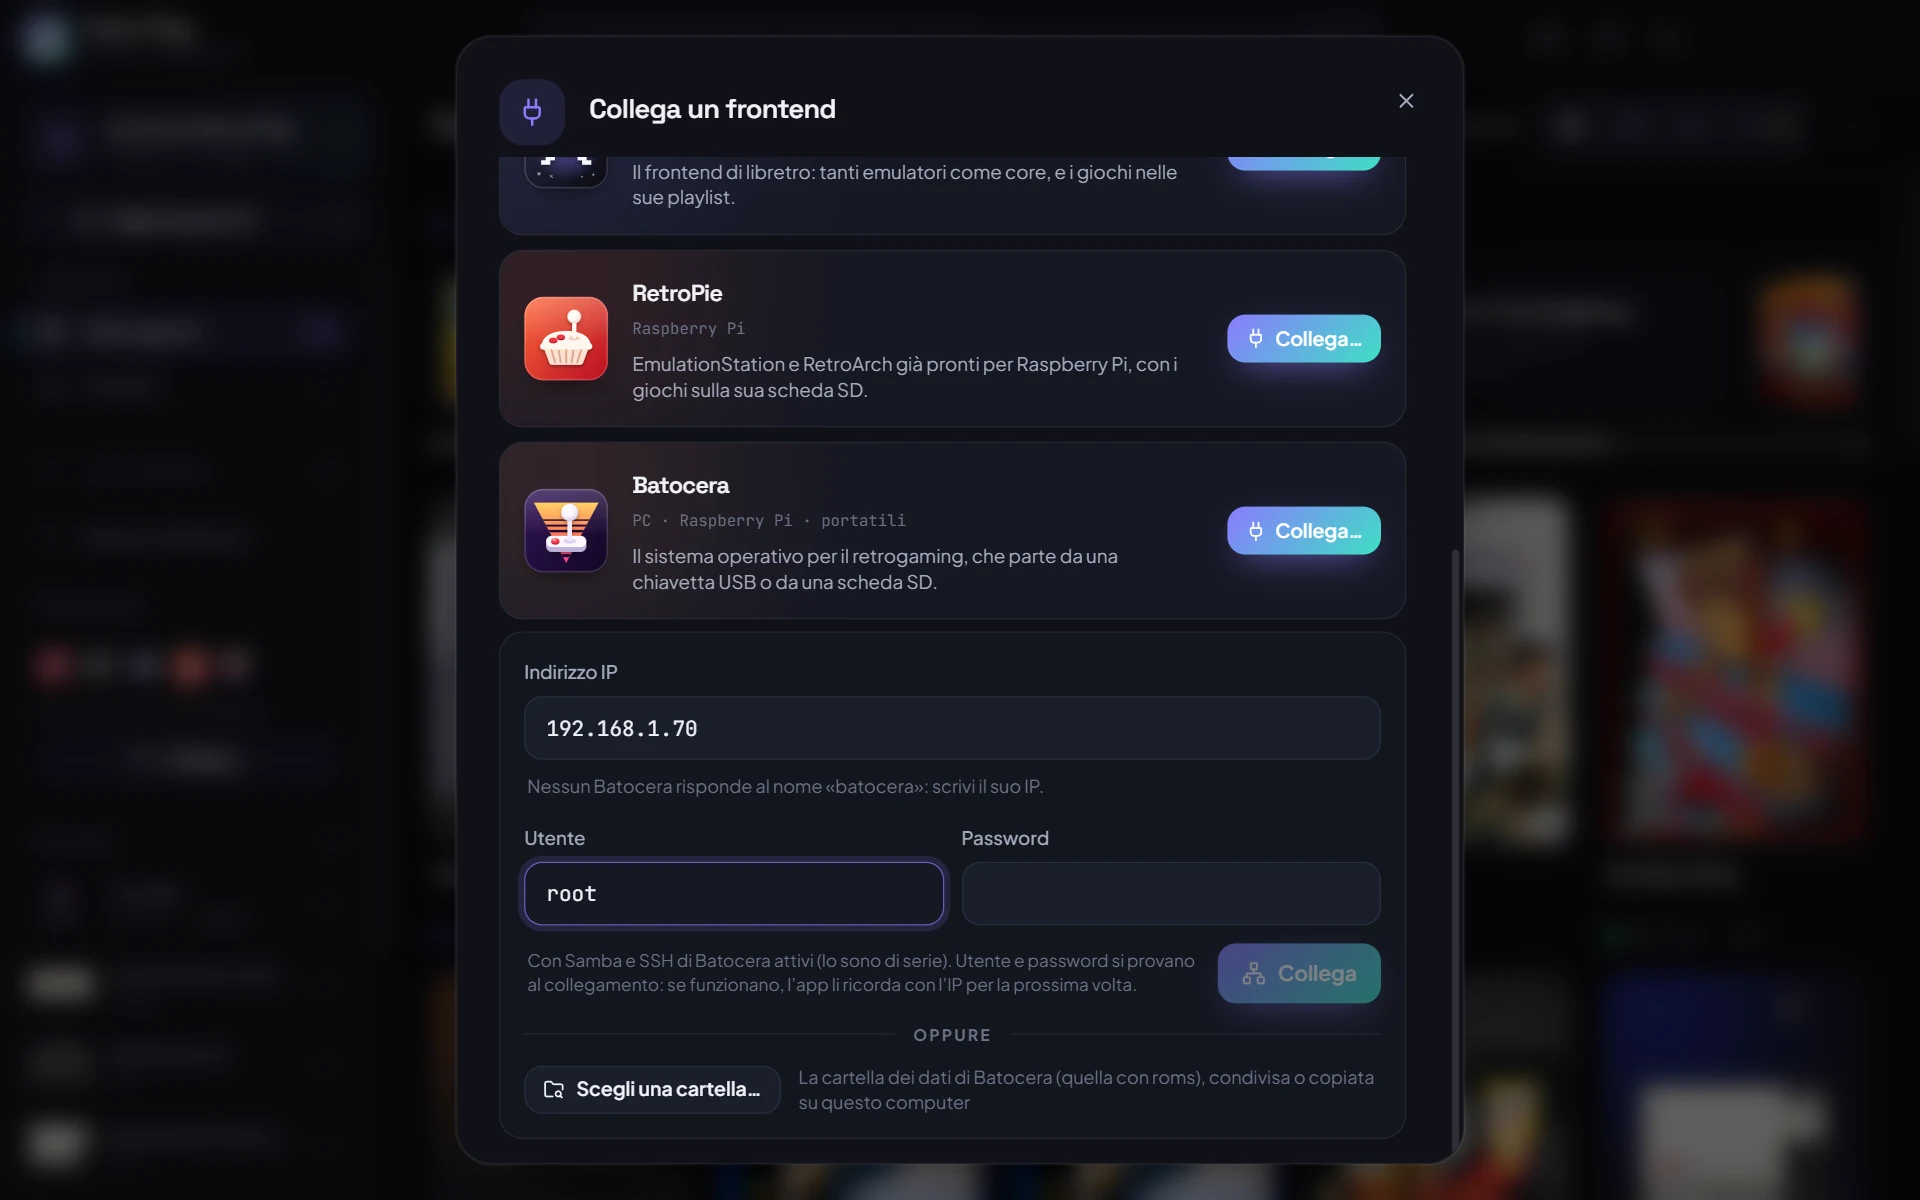 Collega un frontend
Il frontend di libretro: tanti emulatori come core, e i giochi nelle
sue playlist.
RetroPie
Raspberry Pi
EmulationStation e RetroArch già pronti per Raspberry Pi, con i
giochi sulla sua scheda SD.
Collega…
Batocera
PC · Raspberry Pi · portatili
Il sistema operativo per il retrogaming, che parte da una
chiavetta USB o da una scheda SD.
Collega…
Indirizzo IP
192.168.1.70
Nessun Batocera risponde al nome «batocera»: scrivi il suo IP.
Utente
Password
root
Con Samba e SSH di Batocera attivi (lo sono di serie). Utente e password si provano
al collegamento: se funzionano, l’app li ricorda con l’IP per la prossima volta.
Collega
OPPURE
Scegli una cartella…
La cartella dei dati di Batocera (quella con roms), condivisa o copiata
su questo computer